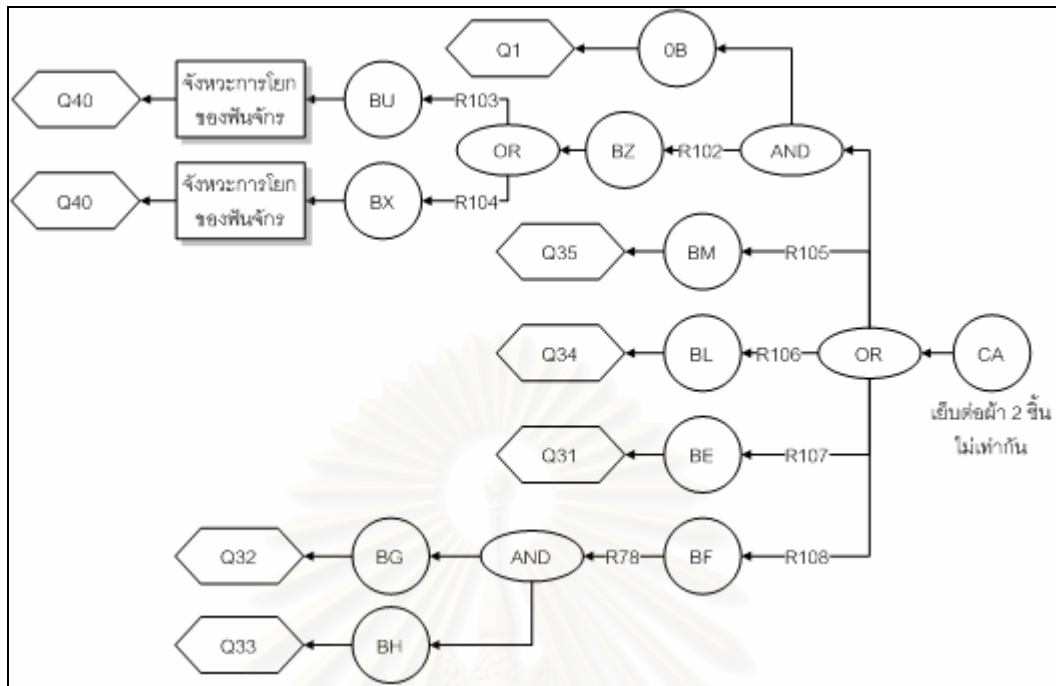 Q1
0B
Q40
จังหวะการโยก
ของฟันจักร
BU
R103
OR
BZ
R102
AND
Q40
จังหวะการโยก
ของฟันจักร
BX
R104
Q35
BM
R105
Q34
BL
R106
OR
CA
เย็บต่อผ้า 2 ชิ้น
ไม่เท่ากัน
Q31
BE
R107
Q32
BG
AND
R78
BF
R108
Q33
BH